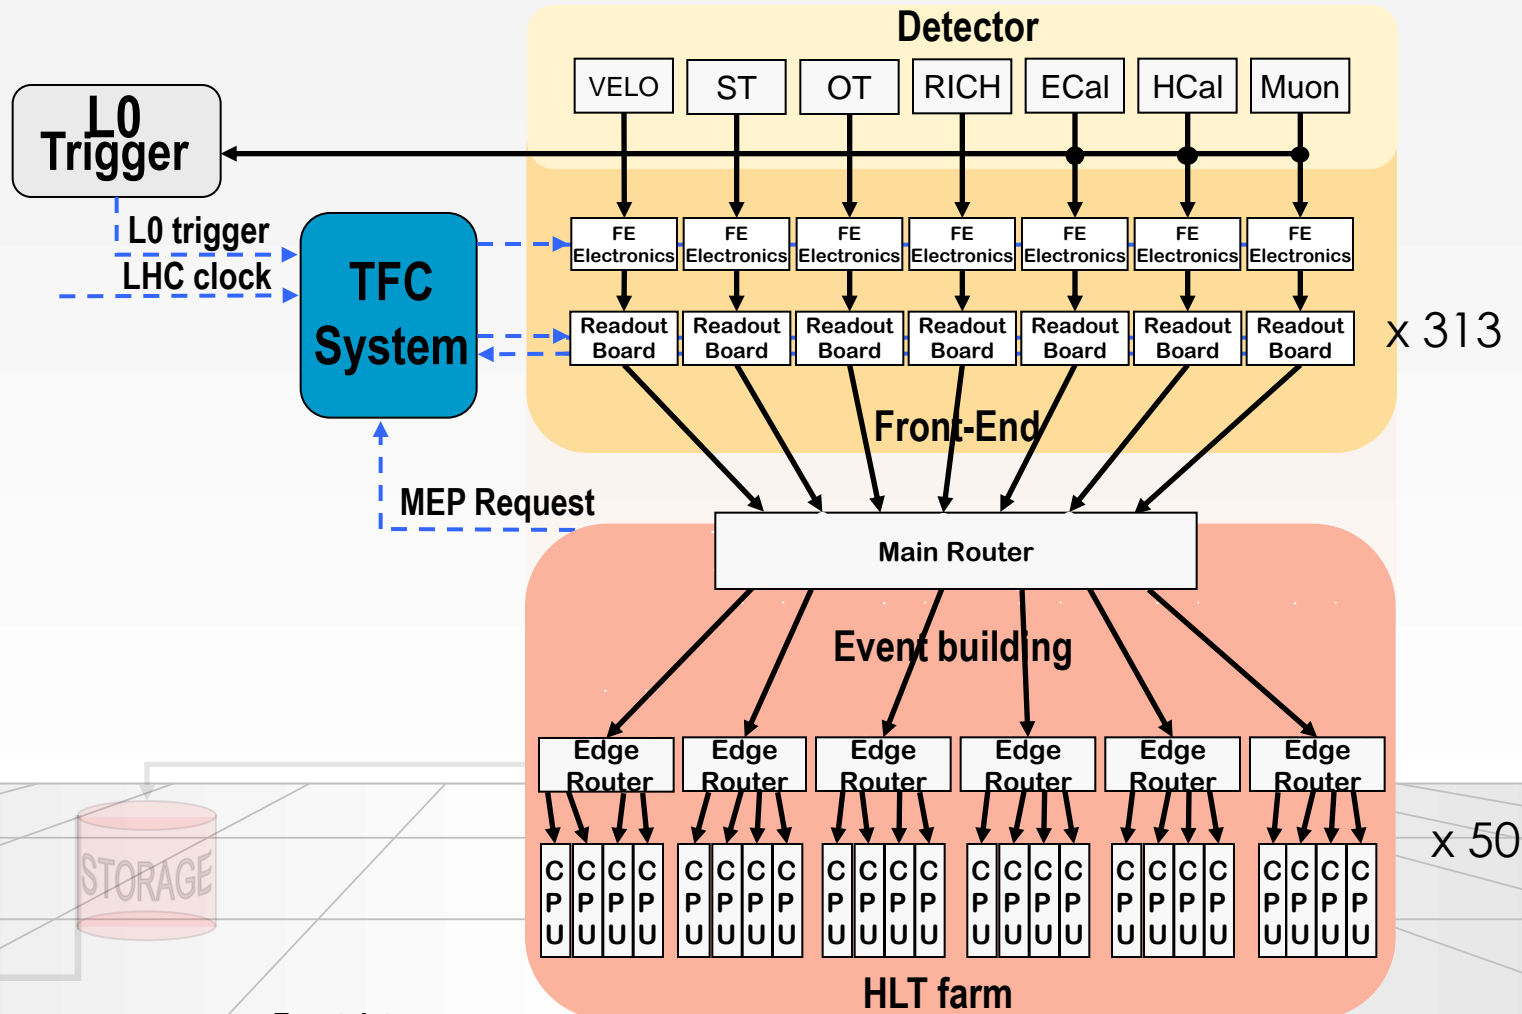 Detector
VELO ST OT RICH ECal HCal Muon
L0
Trigger
L0 trigger
LHC clock
TFC
System
FE FE FE FE FE FE FE
Electronics Electronics Electronics Electronics Electronics Electronics Electronics
Readout Readout Readout Readout Readout Readout Readout
Board Board Board Board Board Board Board
x 313
Front-End
MEP Request
Main Router
Event building
Edge Edge Edge Edge Edge Edge
Router Router Router Router Router Router
STORAGE
x 50
CPU CPU CPU CPU CPU CPU CPU CPU CPU CPU CPU CPU CPU CPU CPU CPU CPU CPU CPU CPU CPU CPU CPU CPU
HLT farm